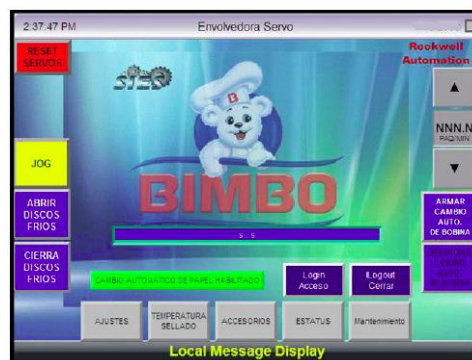 2:37:47 PM
Envolvedora Servo
RESET
SERVOS
Rockwell
Automation
JOG
ABRIR
DISCOS
FRIOS
CIERRA
DISCOS
FRIOS
B
BIMBO
S...S
CAMBIO AUTOMATICO DE PAPEL HABILITADO
Login
Acceso
Logout
Cerrar
NNN.N
PAQ/MIN
ARMAR
CAMBIO
AUTO.
DE BOBINA
AJUSTES
TEMPERATURA
SELLADO
ACCESORIOS
ESTATUS
Mantenimiento
Local Message Display